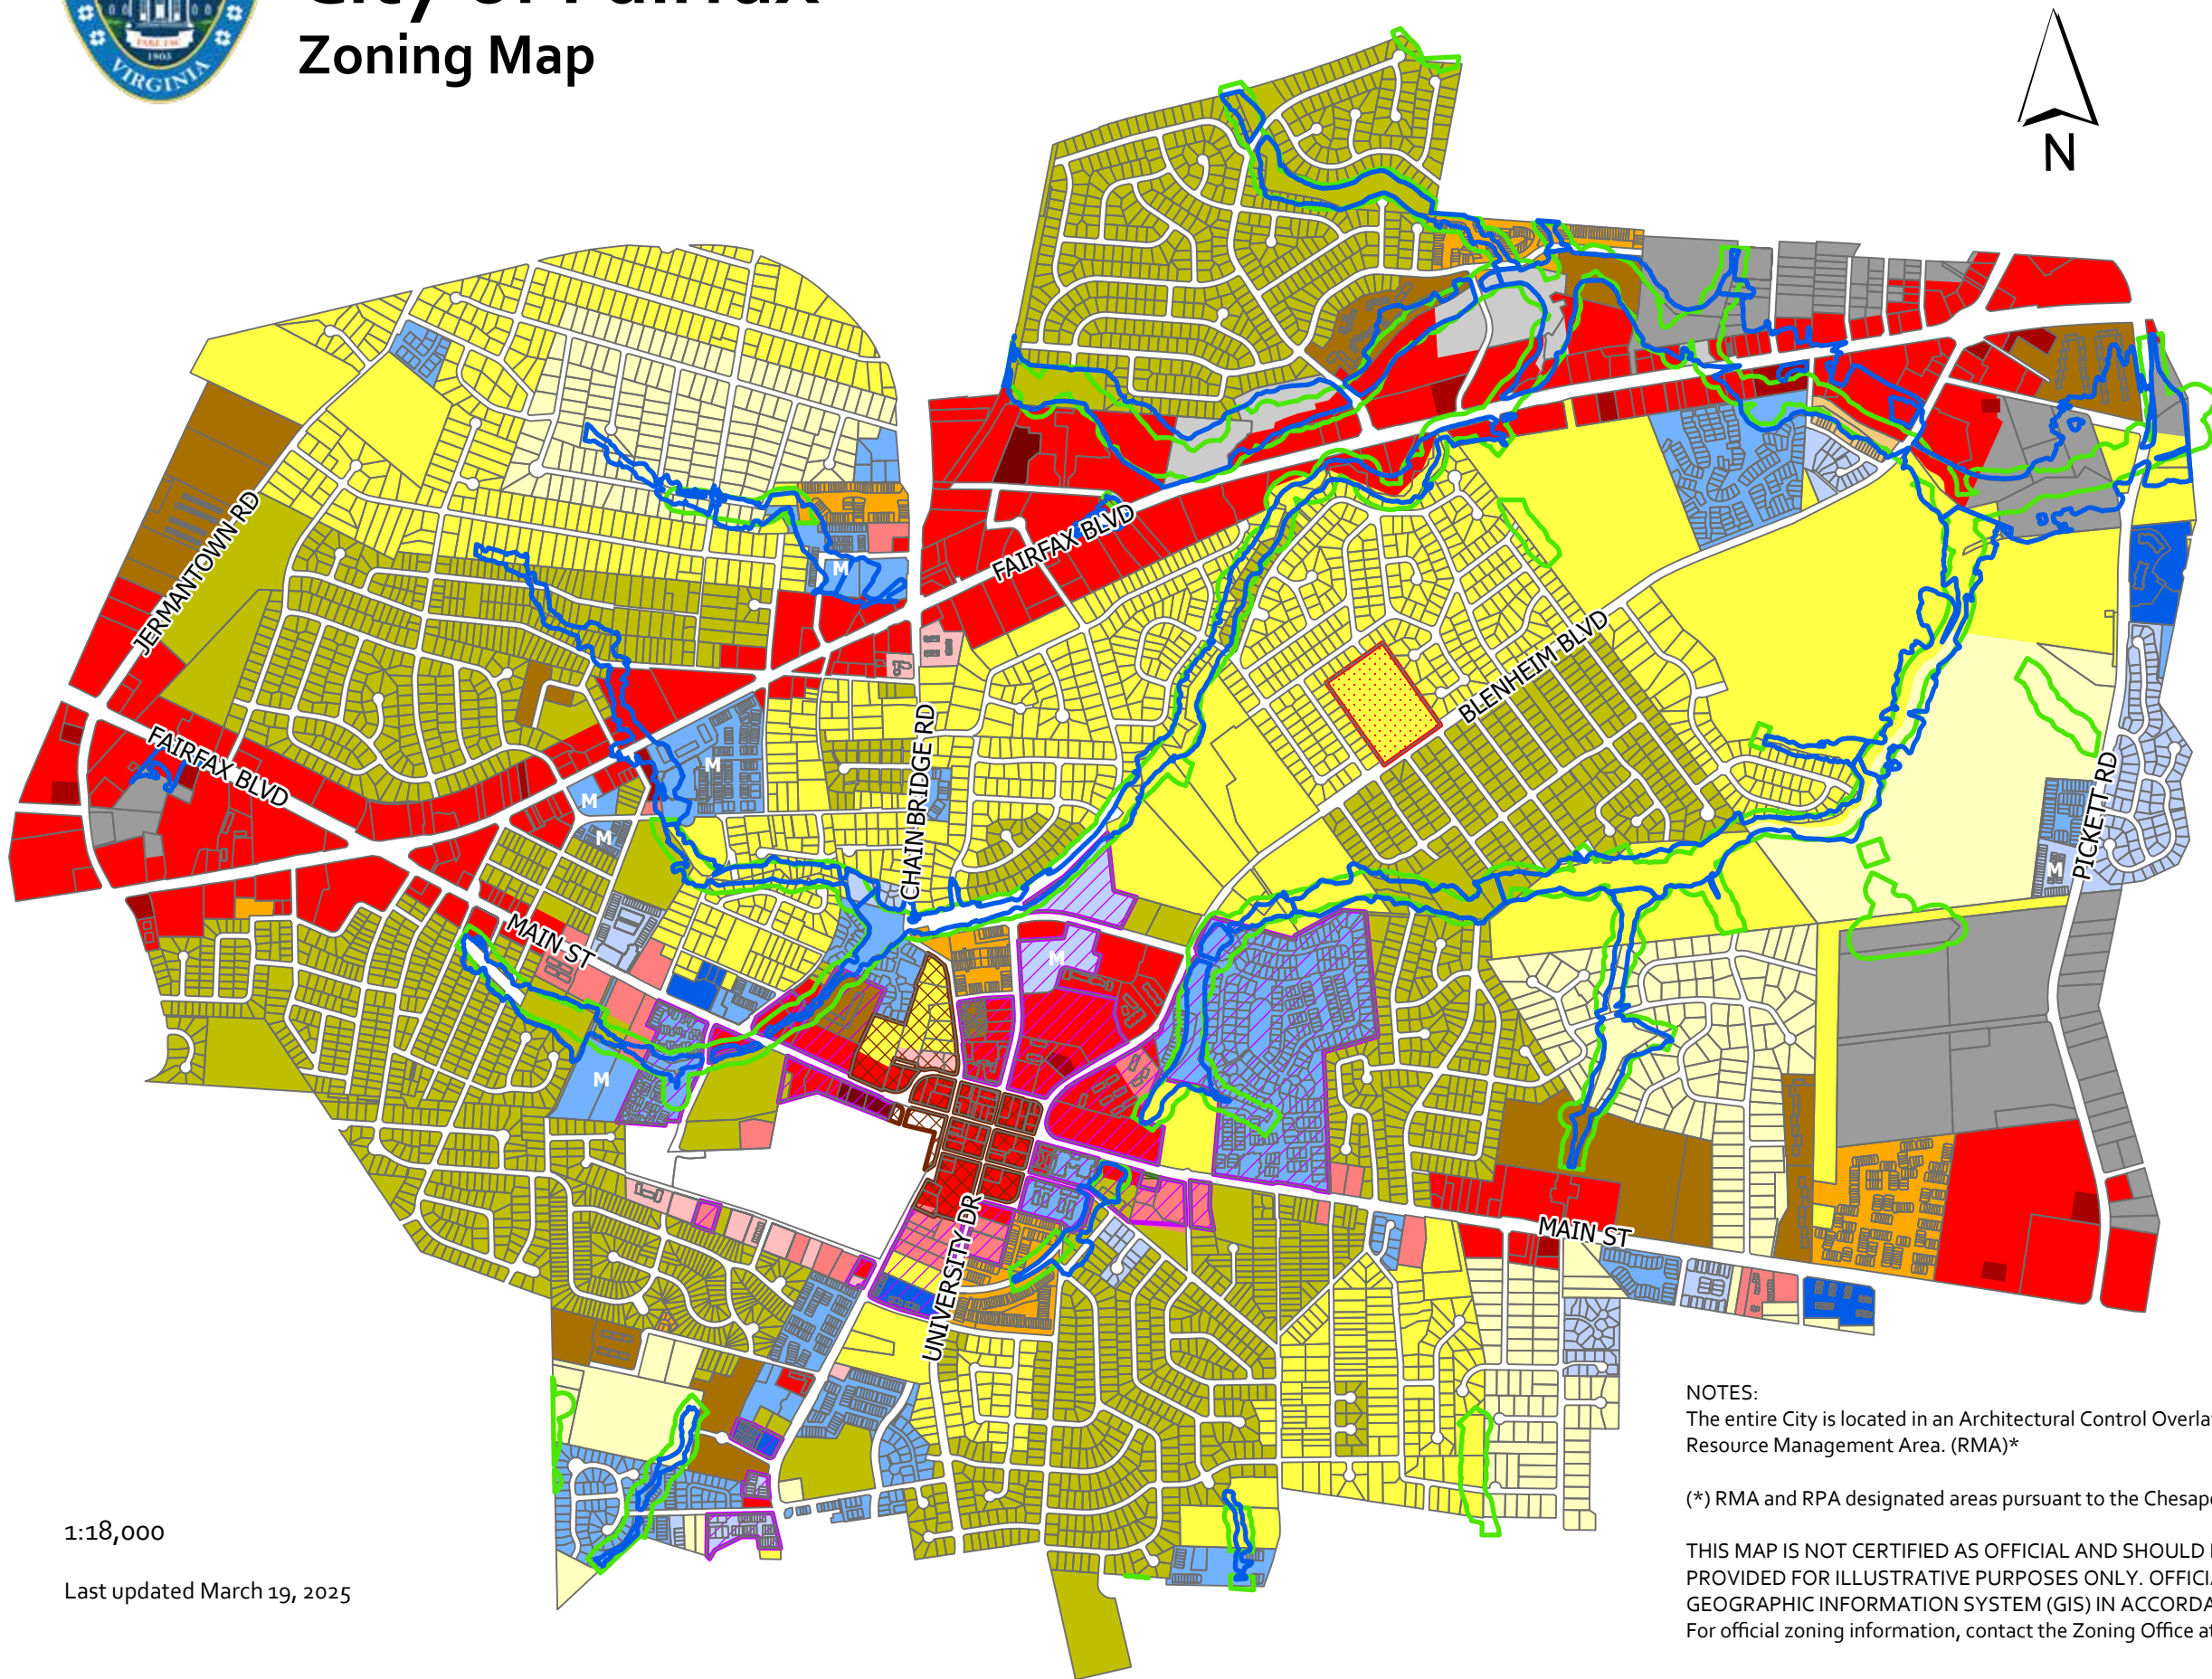 City of Fairfax
Zoning Map
1905
VIRGINIA
N
JERMANTOWN RD
FAIRFAX BLVD
M
BLENHEIM BLVD
FAIRFAX BLVD
CHAIN BRIDGE RD
M
M
M
PICKETT RD
M
MAIN ST
M
M
MAIN ST
UNIVERSITY DR
NOTES:
The entire City is located in an Architectural Control Overla
Resource Management Area. (RMA)*
(*) RMA and RPA designated areas pursuant to the Chesap
THIS MAP IS NOT CERTIFIED AS OFFICIAL AND SHOULD
PROVIDED FOR ILLUSTRATIVE PURPOSES ONLY. OFFICI
GEOGRAPHIC INFORMATION SYSTEM (GIS) IN ACCORDA
For official zoning information, contact the Zoning Office a
1:18,000
Last updated March 19, 2025